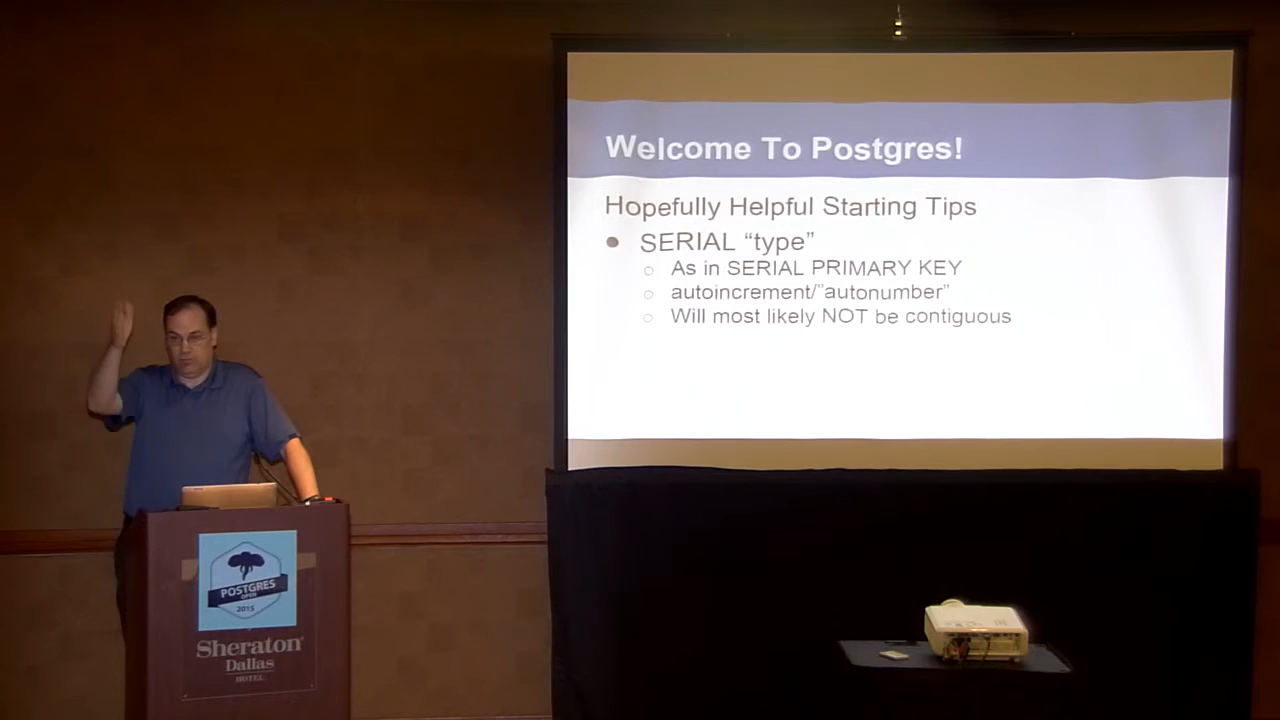 Welcome To Postgres!
Hopefully Helpful Starting Tips
SERIAL “type”
As in SERIAL PRIMARY KEY
autoincrement/”autonumber”
Will most likely NOT be contiguous
POSTGRES
OPEN
2015
Sheraton
Dallas
HOTEL